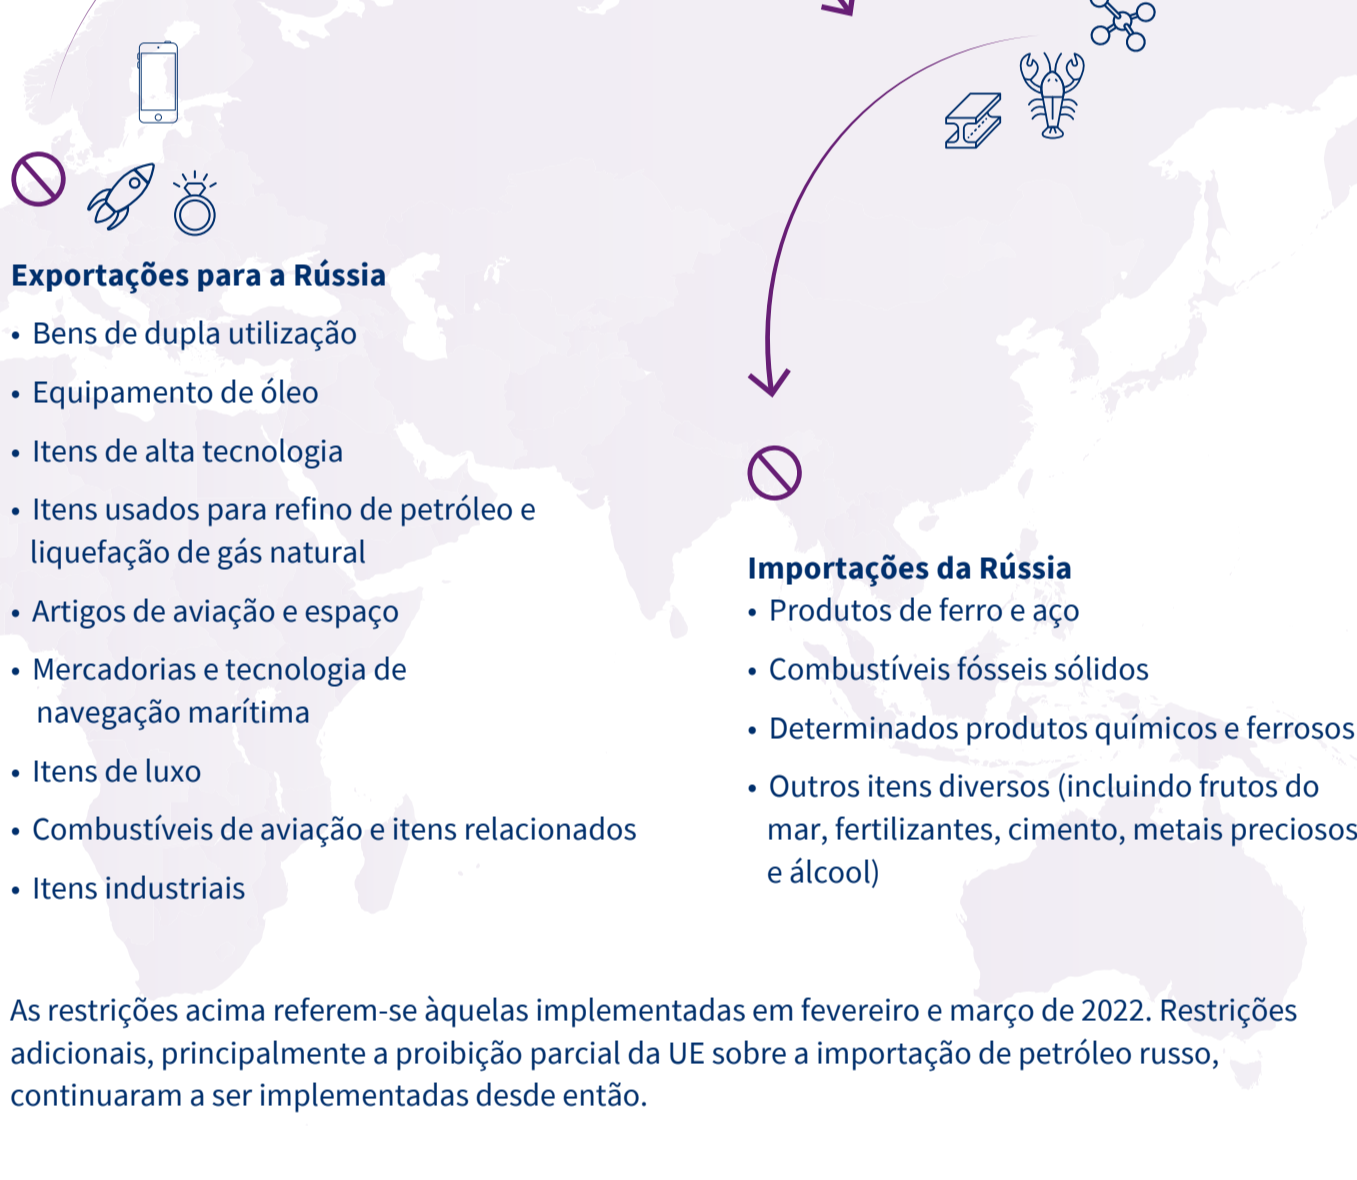 Exportações para a Rússia
• Bens de dupla utilização
• Equipamento de óleo
• Itens de alta tecnologia
• Itens usados para refino de petróleo e
liquefação de gás natural
• Artigos de aviação e espaço
• Mercadorias e tecnologia de
navegação marítima
• Itens de luxo
• Combustíveis de aviação e itens relacionados
• Itens industriais
Importações da Rússia
• Produtos de ferro e aço
• Combustíveis fósseis sólidos
• Determinados produtos químicos e ferrosos
• Outros itens diversos (incluindo frutos do
mar, fertilizantes, cimento, metais preciosos
e álcool)
As restrições acima referem-se àquelas implementadas em fevereiro e março de 2022. Restrições
adicionais, principalmente a proibição parcial da UE sobre a importação de petróleo russo,
continuaram a ser implementadas desde então.